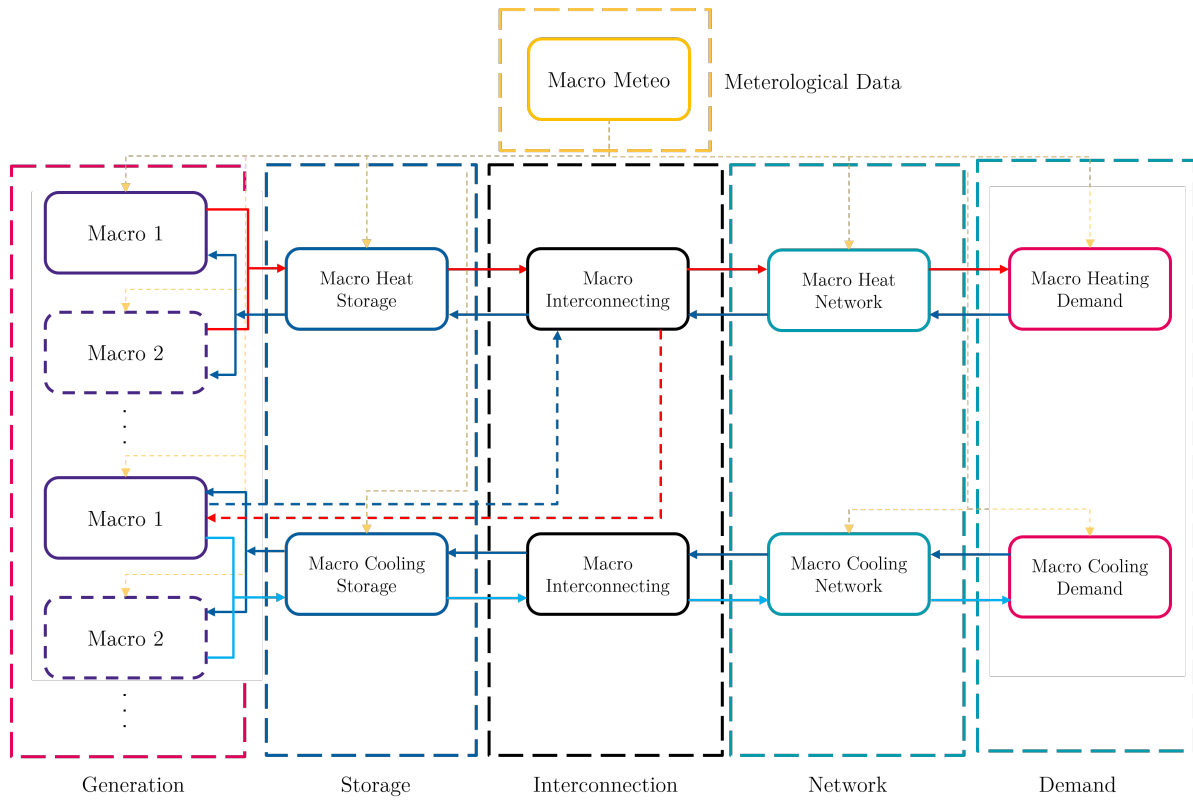 Macro Meteo
Meterological Data
Macro 1
Macro 2
Macro Heat
Storage
Macro
Interconnecting
Macro Heat
Network
Macro Heating
Demand
Macro 1
Macro 2
Macro Cooling
Storage
Macro
Interconnecting
Macro Cooling
Network
Macro Cooling
Demand
Generation
Storage
Interconnection
Network
Demand